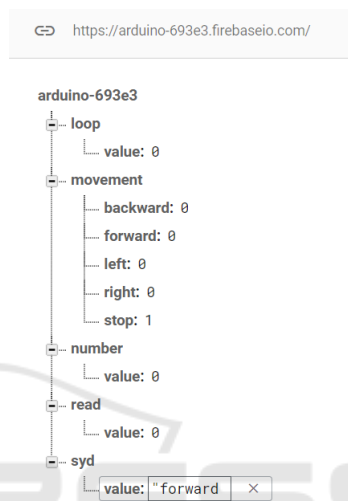 https://arduino-693e3.firebaseio.com/
arduino-693e3
loop
value: 0
movement
backward: 0
forward: 0
left: 0
right: 0
stop: 1
number
value: 0
read
value: 0
syd
value: "forward ×